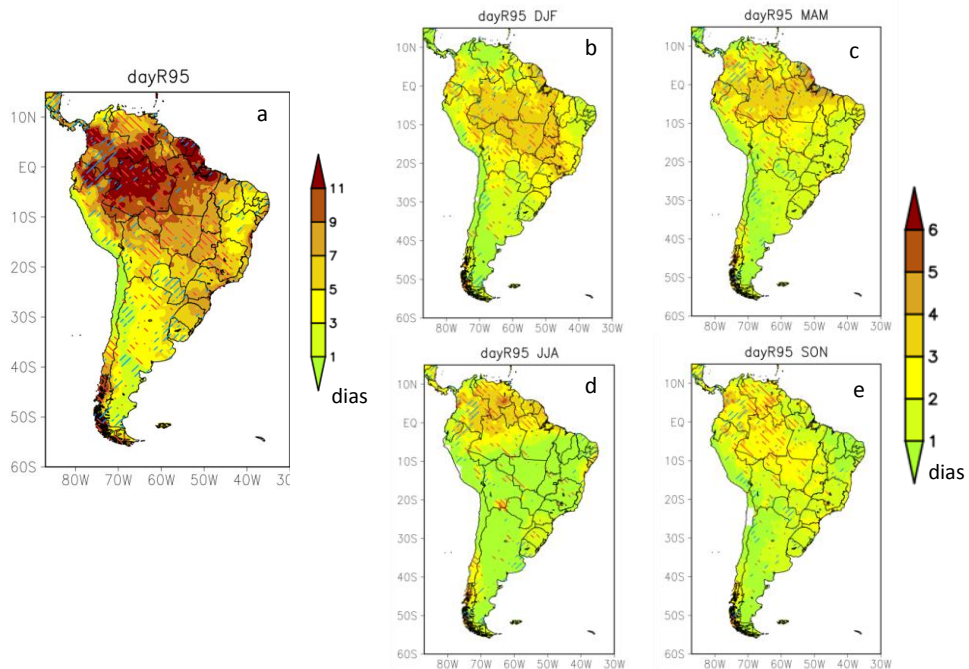 dayR95
a
10N
EQ
10S
20S
30S
40S
50S
60S
80W 70W 60W 50W 40W 30
11
9
7
5
3
1
dias
dayR95 DJF
b
10N
EQ
10S
20S
30S
40S
50S
60S
80W 70W 60W 50W 40W 30W
dayR95 MAM
c
10N
EQ
10S
20S
30S
40S
50S
60S
80W 70W 60W 50W 40W 30W
dayR95 JJA
d
10N
EQ
10S
20S
30S
40S
50S
60S
80W 70W 60W 50W 40W 30W
dayR95 SON
e
10N
EQ
10S
20S
30S
40S
50S
60S
80W 70W 60W 50W 40W 30W
6
5
4
3
2
1
dias